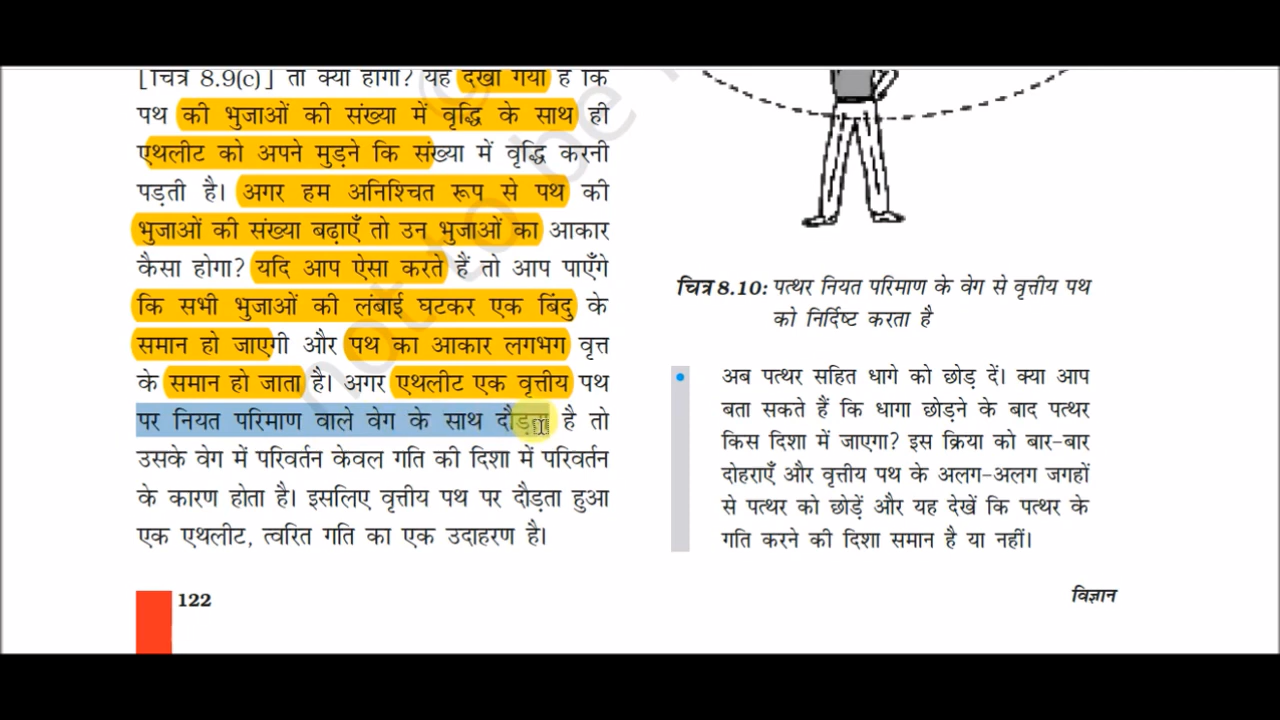 [चित्र 8.9(c)] तो क्या होगा? यह देखा गया है कि
पथ की भुजाओं की संख्या में वृद्धि के साथ ही
एथलीट को अपने मुड़ने कि संख्या में वृद्धि करनी
पड़ती है। अगर हम अनिश्चित रूप से पथ की
भुजाओं की संख्या बढ़ाएँ तो उन भुजाओं का आकार
कैसा होगा? यदि आप ऐसा करते हैं तो आप पाएँगे
कि सभी भुजाओं की लंबाई घटकर एक बिंदु के
समान हो जाएगी और पथ का आकार लगभग वृत्त
के समान हो जाता है। अगर एथलीट एक वृत्तीय पथ
पर नियत परिमाण वाले वेग के साथ दौड़ता है तो
उसके वेग में परिवर्तन केवल गति की दिशा में परिवर्तन
के कारण होता है। इसलिए वृत्तीय पथ पर दौड़ता हुआ
एक एथलीट, त्वरित गति का एक उदाहरण है।
122
चित्र 8.10: पत्थर नियत परिमाण के वेग से वृत्तीय पथ
को निर्दिष्ट करता है
• अब पत्थर सहित धागे को छोड़ दें। क्या आप
बता सकते हैं कि धागा छोड़ने के बाद पत्थर
किस दिशा में जाएगा? इस क्रिया को बार-बार
दोहराएँ और वृत्तीय पथ के अलग-अलग जगहों
से पत्थर को छोड़ें और यह देखें कि पत्थर के
गति करने की दिशा समान है या नहीं।
विज्ञान
not to be